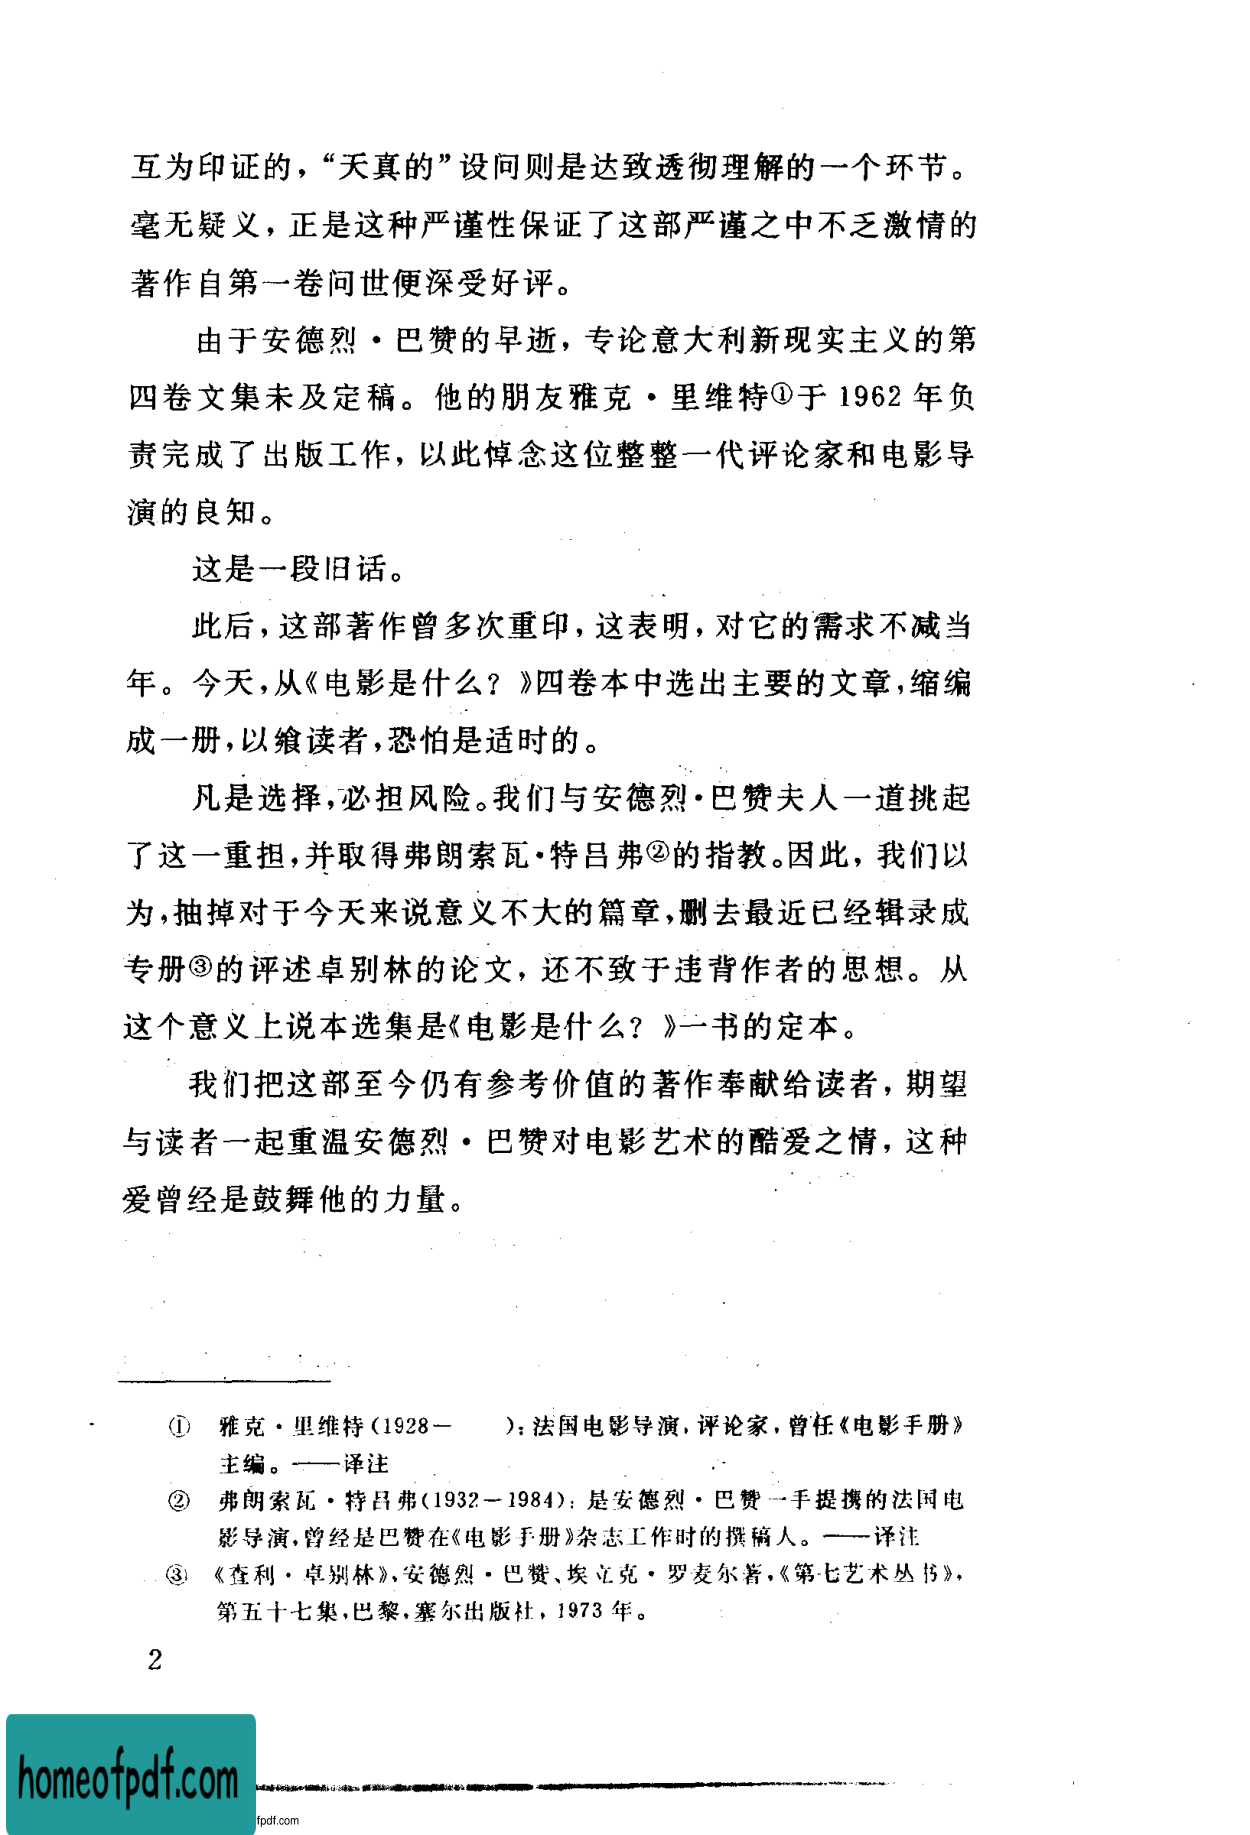 互为印证的，“天真的”设问则是达致透彻理解的一个环节。
毫无疑义，正是这种严谨性保证了这部严谨之中不乏激情的
著作自第一卷问世便深受好评。
由于安德烈·巴赞的早逝，专论意大利新现实主义的第
四卷文集未及定稿。他的朋友雅克·里维特①于 1962 年负
责完成了出版工作，以此悼念这位整整一代评论家和电影导
演的良知。
这是一段旧话。
此后，这部著作曾多次重印，这表明，对它的需求不减当
年。今天，从《电影是什么？》四卷本中选出主要的文章，缩编
成一册，以飨读者，恐怕是适时的。
凡是选择，必担风险。我们与安德烈·巴赞夫人一道挑起
了这一重担，并取得弗朗索瓦·特吕弗②的指教。因此，我们以
为，抽掉对于今天来说意义不大的篇章，删去最近已经辑录成
专册③的评述卓别林的论文，还不致于违背作者的思想。从
这个意义上说本选集是《电影是什么？》一书的定本。
我们把这部至今仍有参考价值的著作奉献给读者，期望
与读者一起重温安德烈·巴赞对电影艺术的酷爱之情，这种
爱曾经是鼓舞他的力量。
① 雅克·里维特（1928—　　）：法国电影导演，评论家，曾任《电影手册》
主编。——译注
② 弗朗索瓦·特吕弗（1932—1984）：是安德烈·巴赞一手提携的法国电
影导演，曾经是巴赞在《电影手册》杂志工作时的撰稿人。——译注
③ 《查利·卓别林》，安德烈·巴赞、埃立克·罗麦尔著，《第七艺术丛书》，
第五十七集，巴黎，塞尔出版社，1973 年。
2
homeofpdf.com
fpdf.com